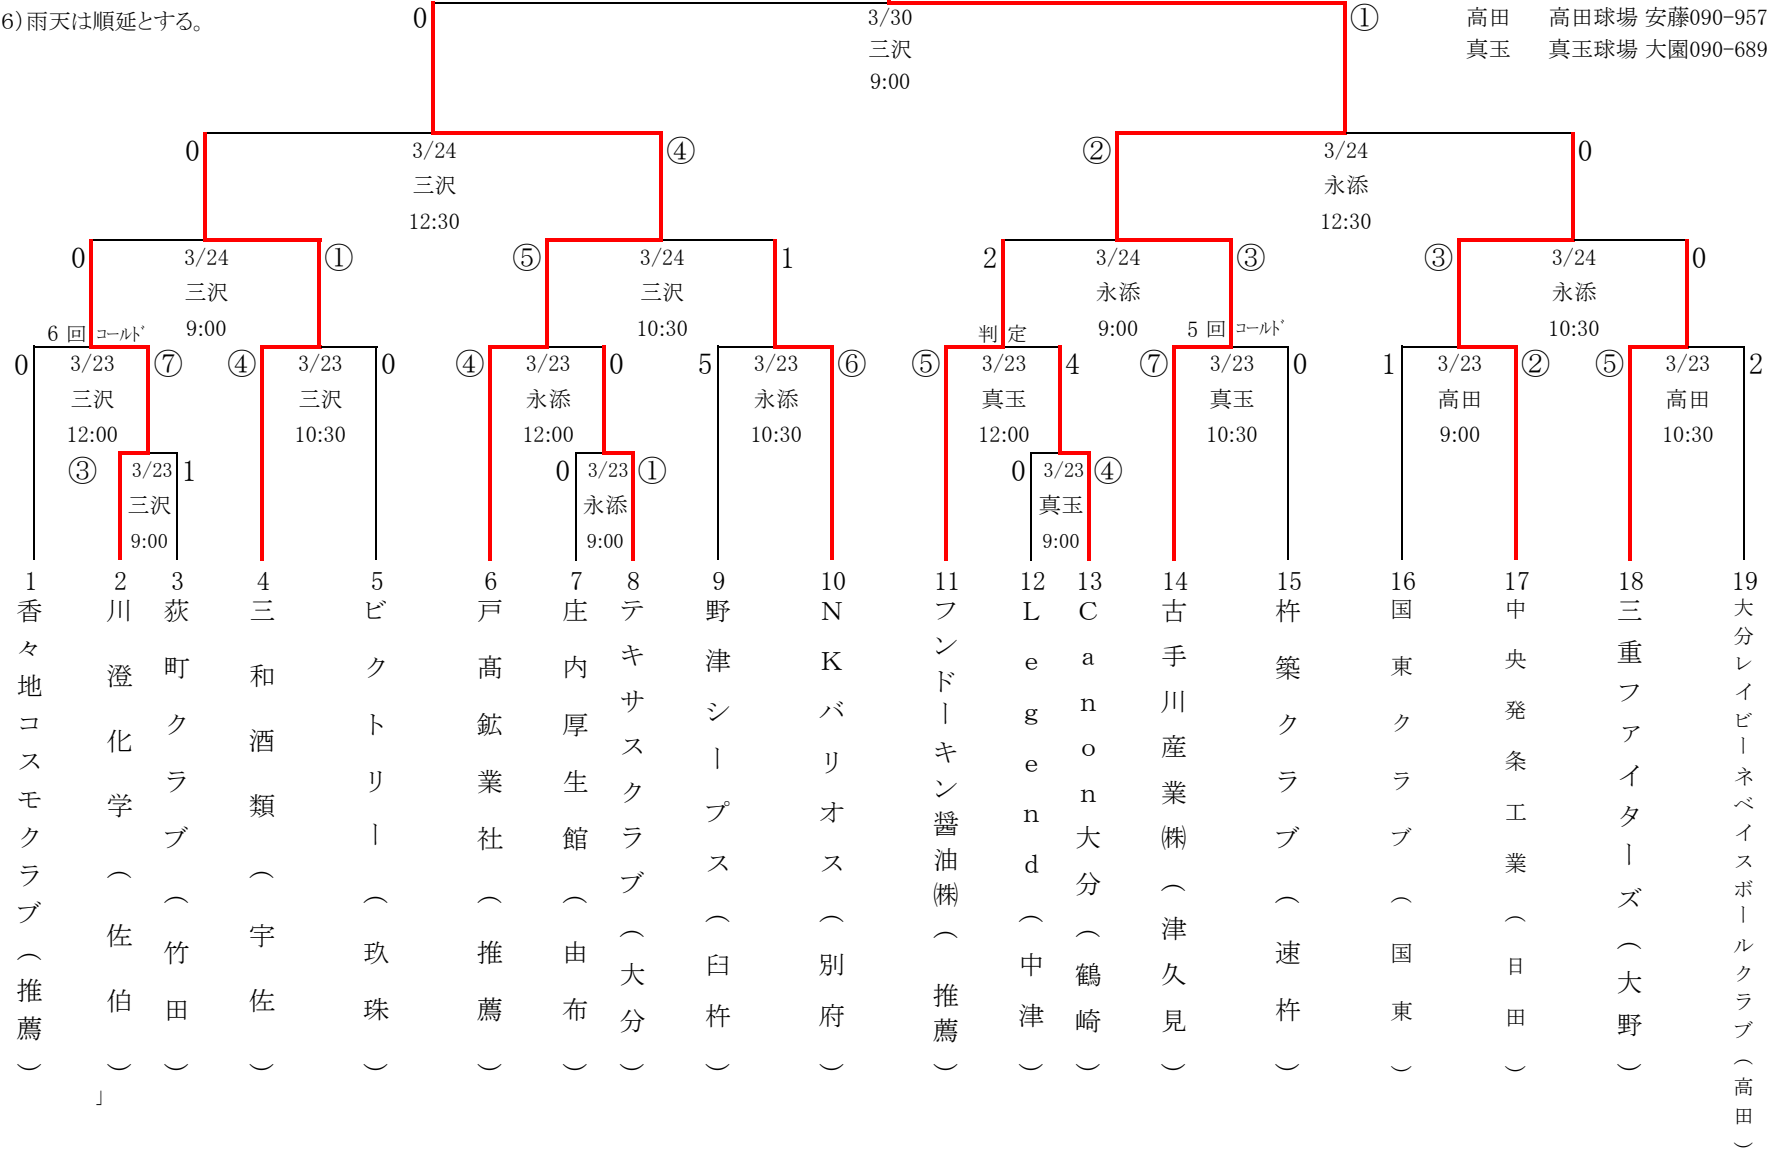 6)雨天は順延とする。
高田 高田球場 安藤090-957
真玉 真玉球場 大園090-689
0 3/30 ①
三沢
9:00
0 3/24 ④ ② 3/24 0
三沢 永添
12:30 12:30
0 3/24 ① ⑤ 3/24 1 2 3/24 ③ ③ 3/24 0
三沢 三沢 永添 永添
9:00 10:30 9:00 10:30
6回 コールド 判定 5回 コールド
0 3/23 ⑦ ④ 3/23 0 ④ 3/23 0 5 3/23 ⑥ ⑤ 3/23 4 ⑦ 3/23 0 1 3/23 ② ⑤ 3/23 2
三沢 三沢 永添 永添 真玉 真玉 高田 高田
12:00 10:30 12:00 10:30 12:00 10:30 9:00 10:30
③ 3/23 1 0 3/23 ① 0 3/23 ④
三沢 永添 真玉
9:00 9:00 9:00
1 香々地コスモクラブ(推薦)
2 川澄化学(佐伯)
」
3 荻町クラブ(竹田)
4 三和酒類(宇佐)
5 ビクトリー(玖珠)
6 戸髙鉱業社(推薦)
7 庄内厚生館(由布)
8 テキサスクラブ(大分)
9 野津シープス(臼杵)
10 NKバリオス(別府)
11 フンドーキン醤油㈱(推薦)
12 Legend(中津)
13 Canon大分(鶴崎)
14 古手川産業㈱(津久見)
15 杵築クラブ(速杵)
16 国東クラブ(国東)
17 中央発条工業(日田)
18 三重ファイターズ(大野)
19 大分レイビーネベイスボールクラブ(高田)